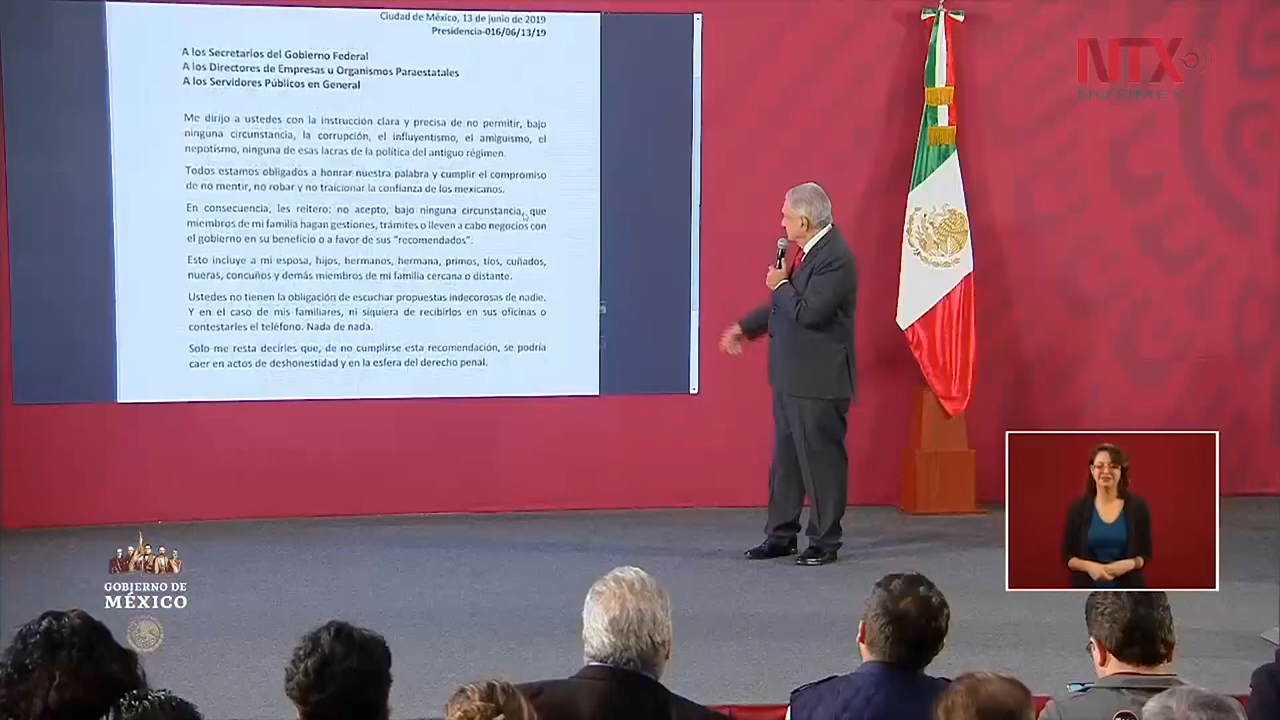 Ciudad de México, 13 de junio de 2019
Presidencia-016/06/13/19
A los Secretarios del Gobierno Federal
A los Directores de Empresas u Organismos Paraestatales
A los Servidores Públicos en General
Me dirijo a ustedes con la instrucción clara y precisa de no permitir, bajo
ninguna circunstancia, la corrupción, el influyentismo, el amiguismo, el
nepotismo, ninguna de esas lacras de la política del antiguo régimen.
Todos estamos obligados a honrar nuestra palabra y cumplir el compromiso
de no mentir, no robar y no traicionar la confianza de los mexicanos.
En consecuencia, les reitero: no acepto, bajo ninguna circunstancia, que
miembros de mi familia hagan gestiones, trámites o lleven a cabo negocios con
el gobierno en su beneficio o a favor de sus "recomendados".
Esto incluye a mi esposa, hijos, hermanos, hermana, primos, tíos, cuñados,
nueras, concuños y demás miembros de mi familia cercana o distante.
Ustedes no tienen la obligación de escuchar propuestas indecorosas de nadie.
Y en el caso de mis familiares, ni siquiera de recibirlos en sus oficinas o
contestarles el teléfono. Nada de nada.
Solo me resta decirles que, de no cumplirse esta recomendación, se podría
caer en actos de deshonestidad y en la esfera del derecho penal.
NTX
NOTIMEX
GOBIERNO DE
MÉXICO